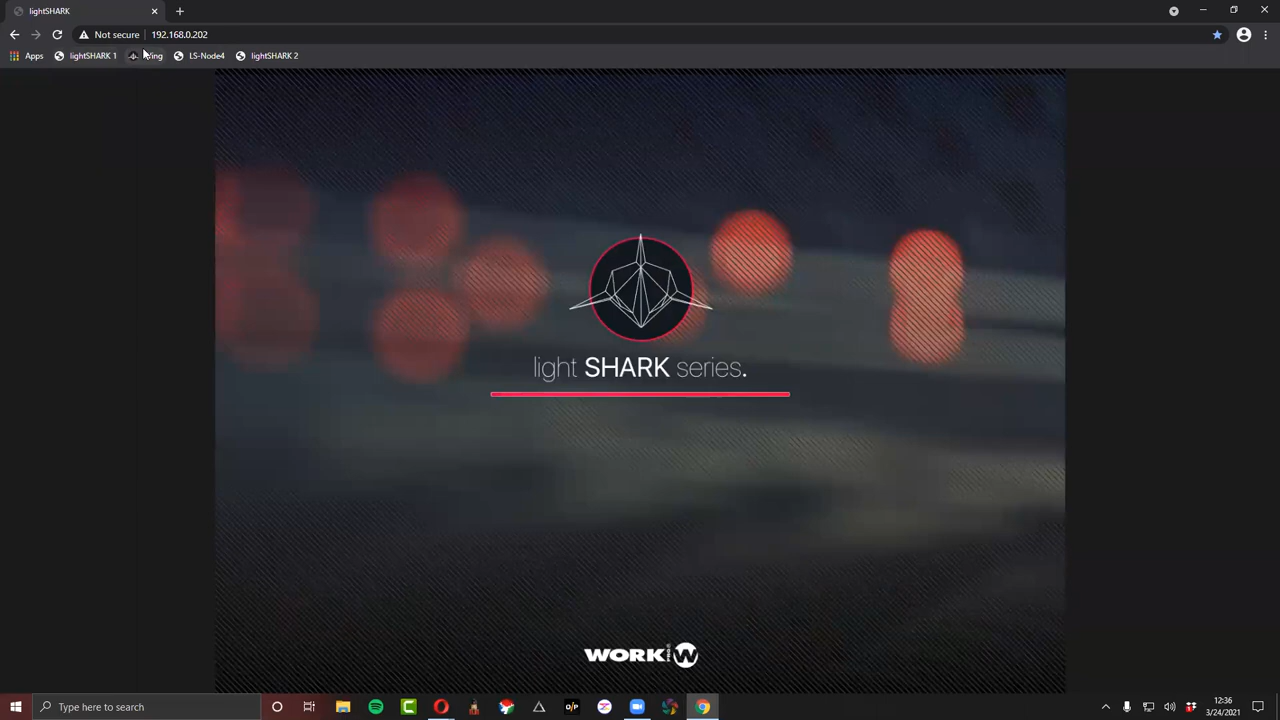 lightSHARK
Not secure
192.168.0.202
Apps
lightSHARK 1
LS-Node4
lightSHARK 2
light SHARK series.
WORK PRO W
Type here to search
o/p
12:36
3/24/2021